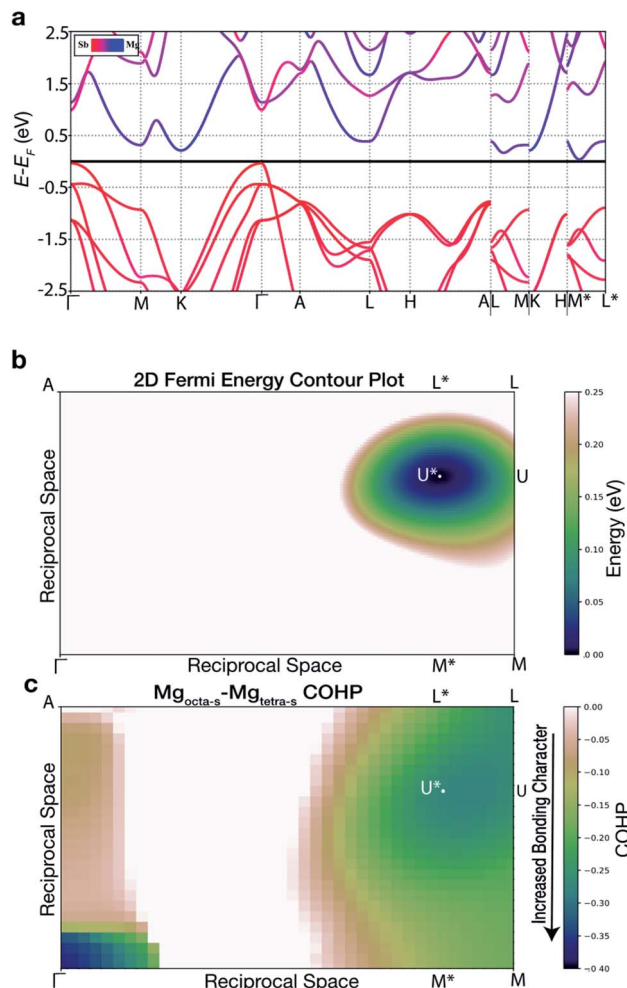 a
Sb Mg
E-E_F (eV)
2.5
1.5
0.5
-0.5
-1.5
-2.5
Γ M K Γ A L H A L M K H M* L*
b
2D Fermi Energy Contour Plot
A L* L
U* U
Γ M* M
Reciprocal Space
Reciprocal Space
0.25
0.20
0.15
0.10
0.05
.00
Energy (eV)
c
Mg_octa-s-Mg_tetra-s COHP
A L* L
U* U
Γ M* M
Reciprocal Space
Reciprocal Space
Increased Bonding Character
0.00
−0.05
−0.10
−0.15
−0.20
−0.25
−0.30
−0.35
−0.40
COHP